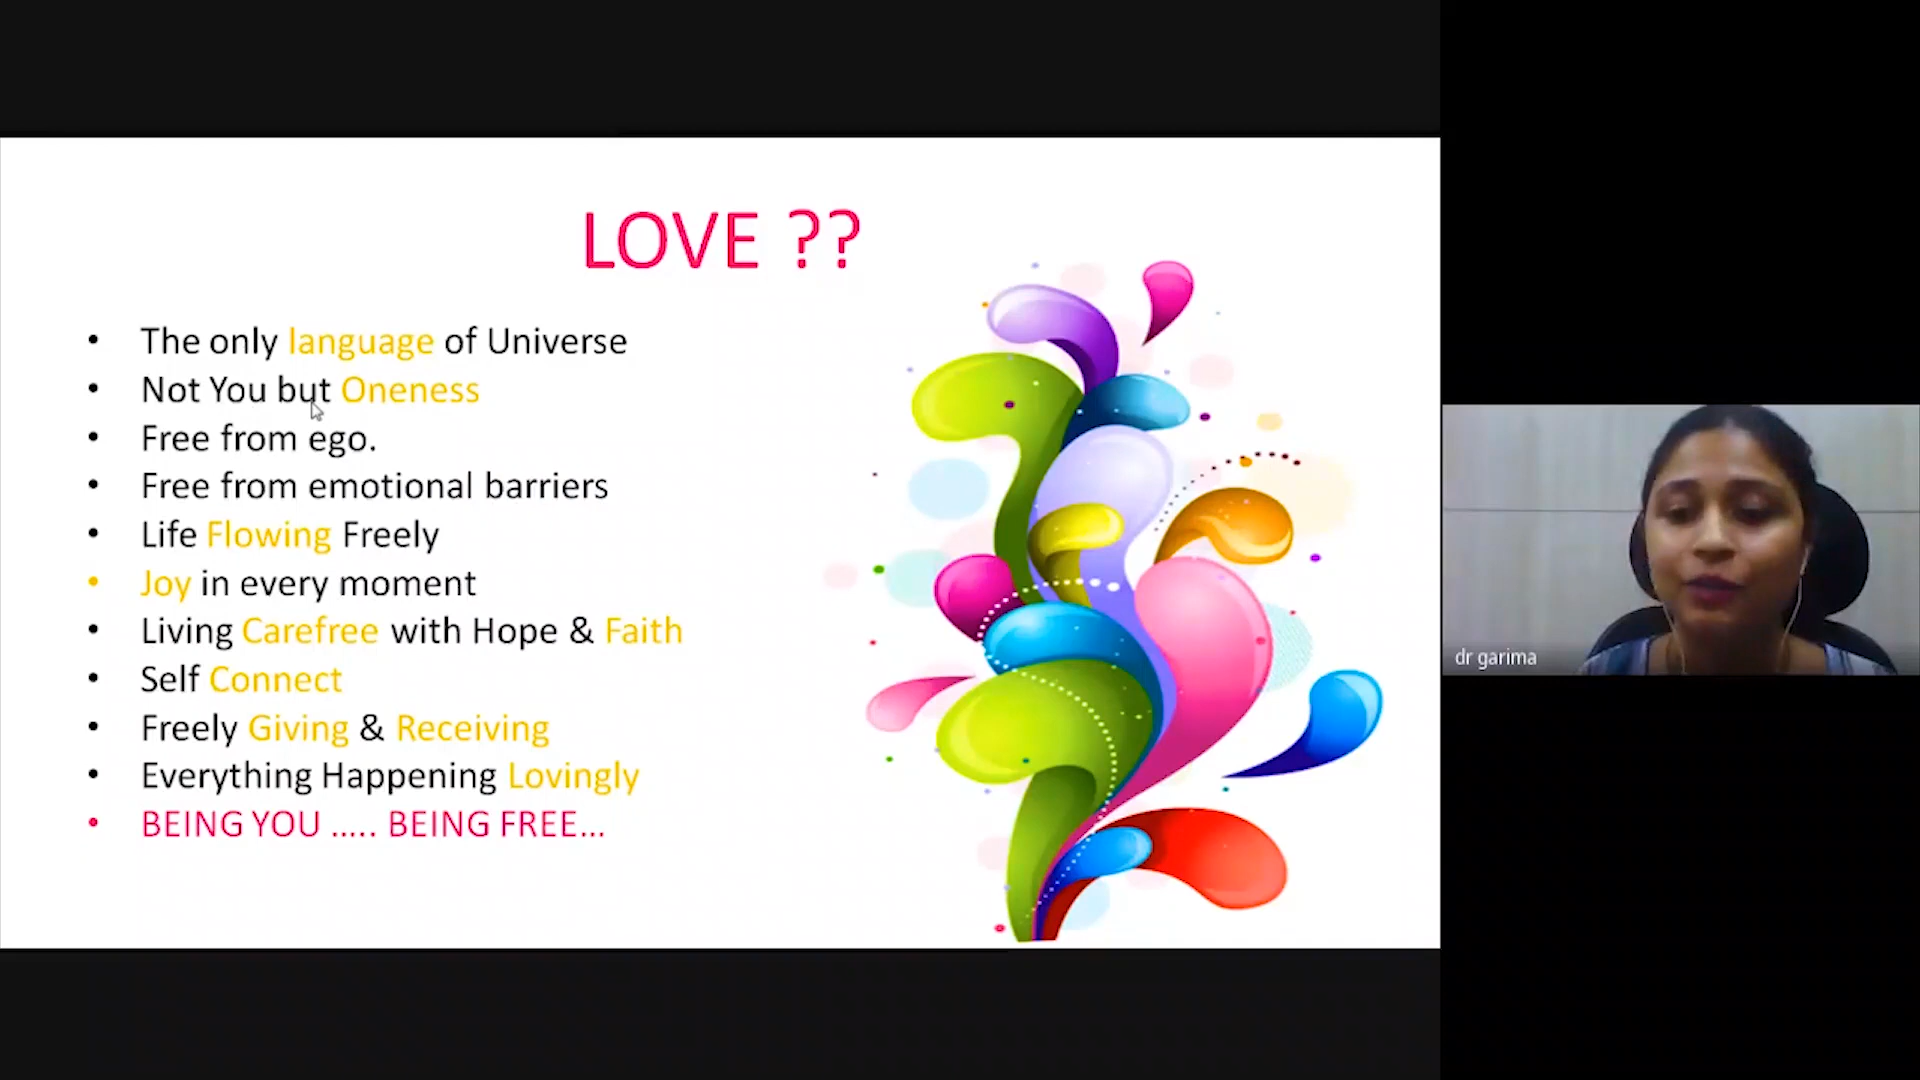 LOVE ??
• The only language of Universe
• Not You but Oneness
• Free from ego.
• Free from emotional barriers
• Life Flowing Freely
• Joy in every moment
• Living Carefree with Hope & Faith
• Self Connect
• Freely Giving & Receiving
• Everything Happening Lovingly
• BEING YOU ..... BEING FREE...
dr garima